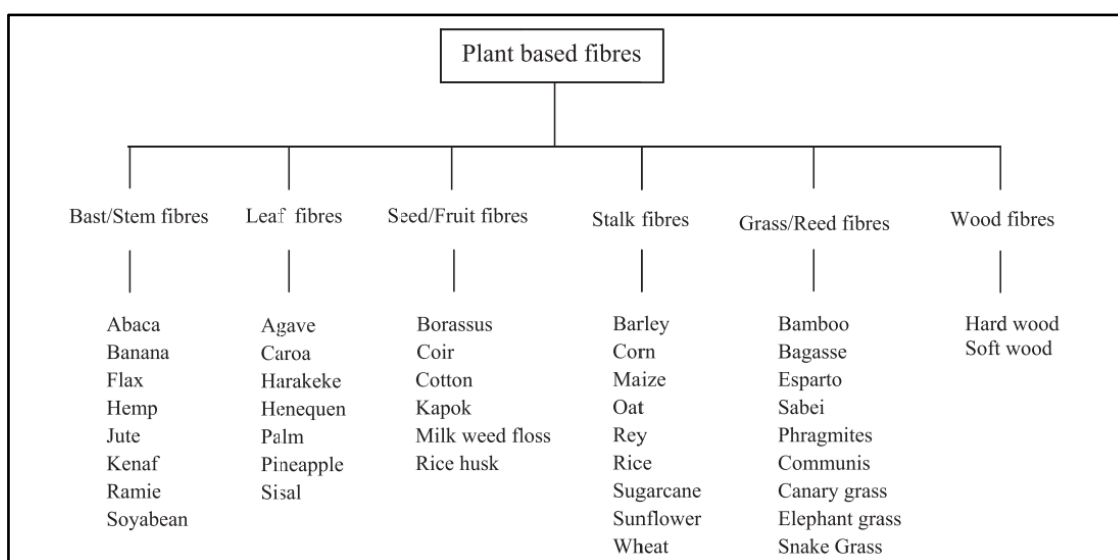 Plant based fibres
Bast/Stem fibres
Leaf fibres
Seed/Fruit fibres
Stalk fibres
Grass/Reed fibres
Wood fibres
Abaca
Banana
Flax
Hemp
Jute
Kenaf
Ramie
Soyabean
Agave
Caroa
Harakeke
Henequen
Palm
Pineapple
Sisal
Borassus
Coir
Cotton
Kapok
Milk weed floss
Rice husk
Barley
Corn
Maize
Oat
Rey
Rice
Sugarcane
Sunflower
Wheat
Bamboo
Bagasse
Esparto
Sabei
Phragmites
Communis
Canary grass
Elephant grass
Snake Grass
Hard wood
Soft wood